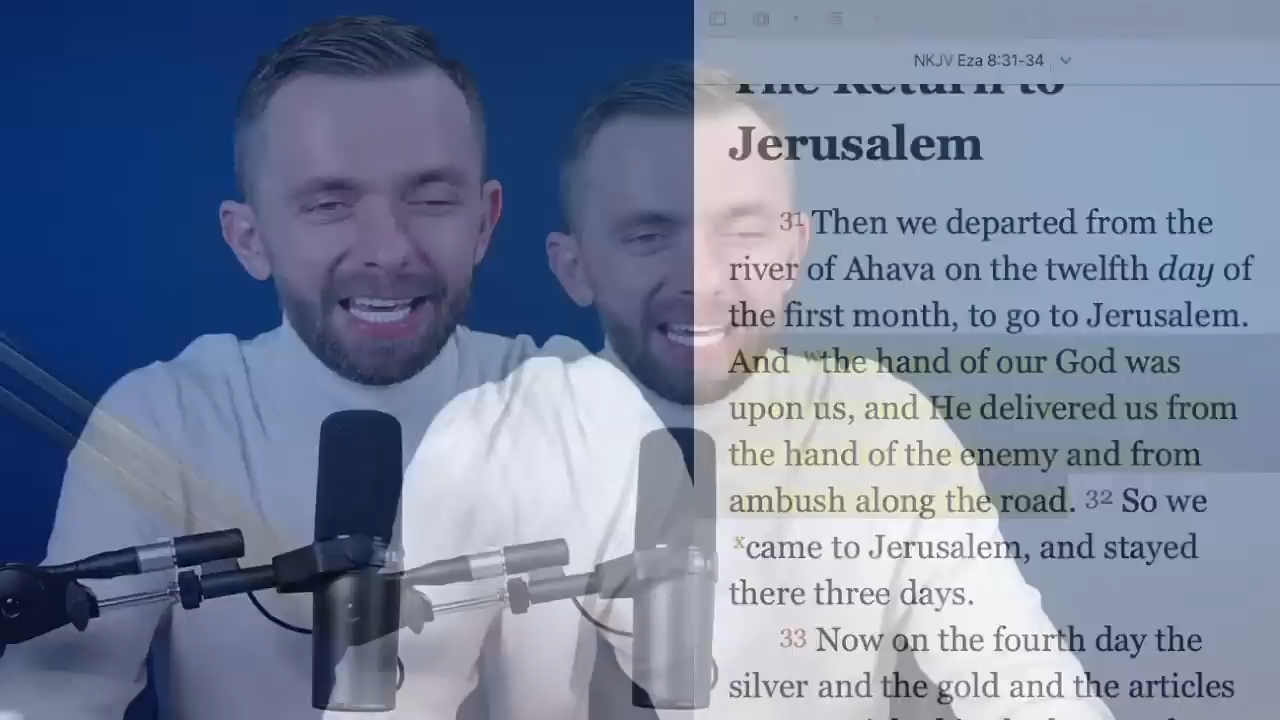 NKJV Eza 8:31-34
The Return to
Jerusalem
31 Then we departed from the
river of Ahava on the twelfth day of
the first month, to go to Jerusalem.
And wthe hand of our God was
upon us, and He delivered us from
the hand of the enemy and from
ambush along the road. 32 So we
xcame to Jerusalem, and stayed
there three days.
33 Now on the fourth day the
silver and the gold and the articles